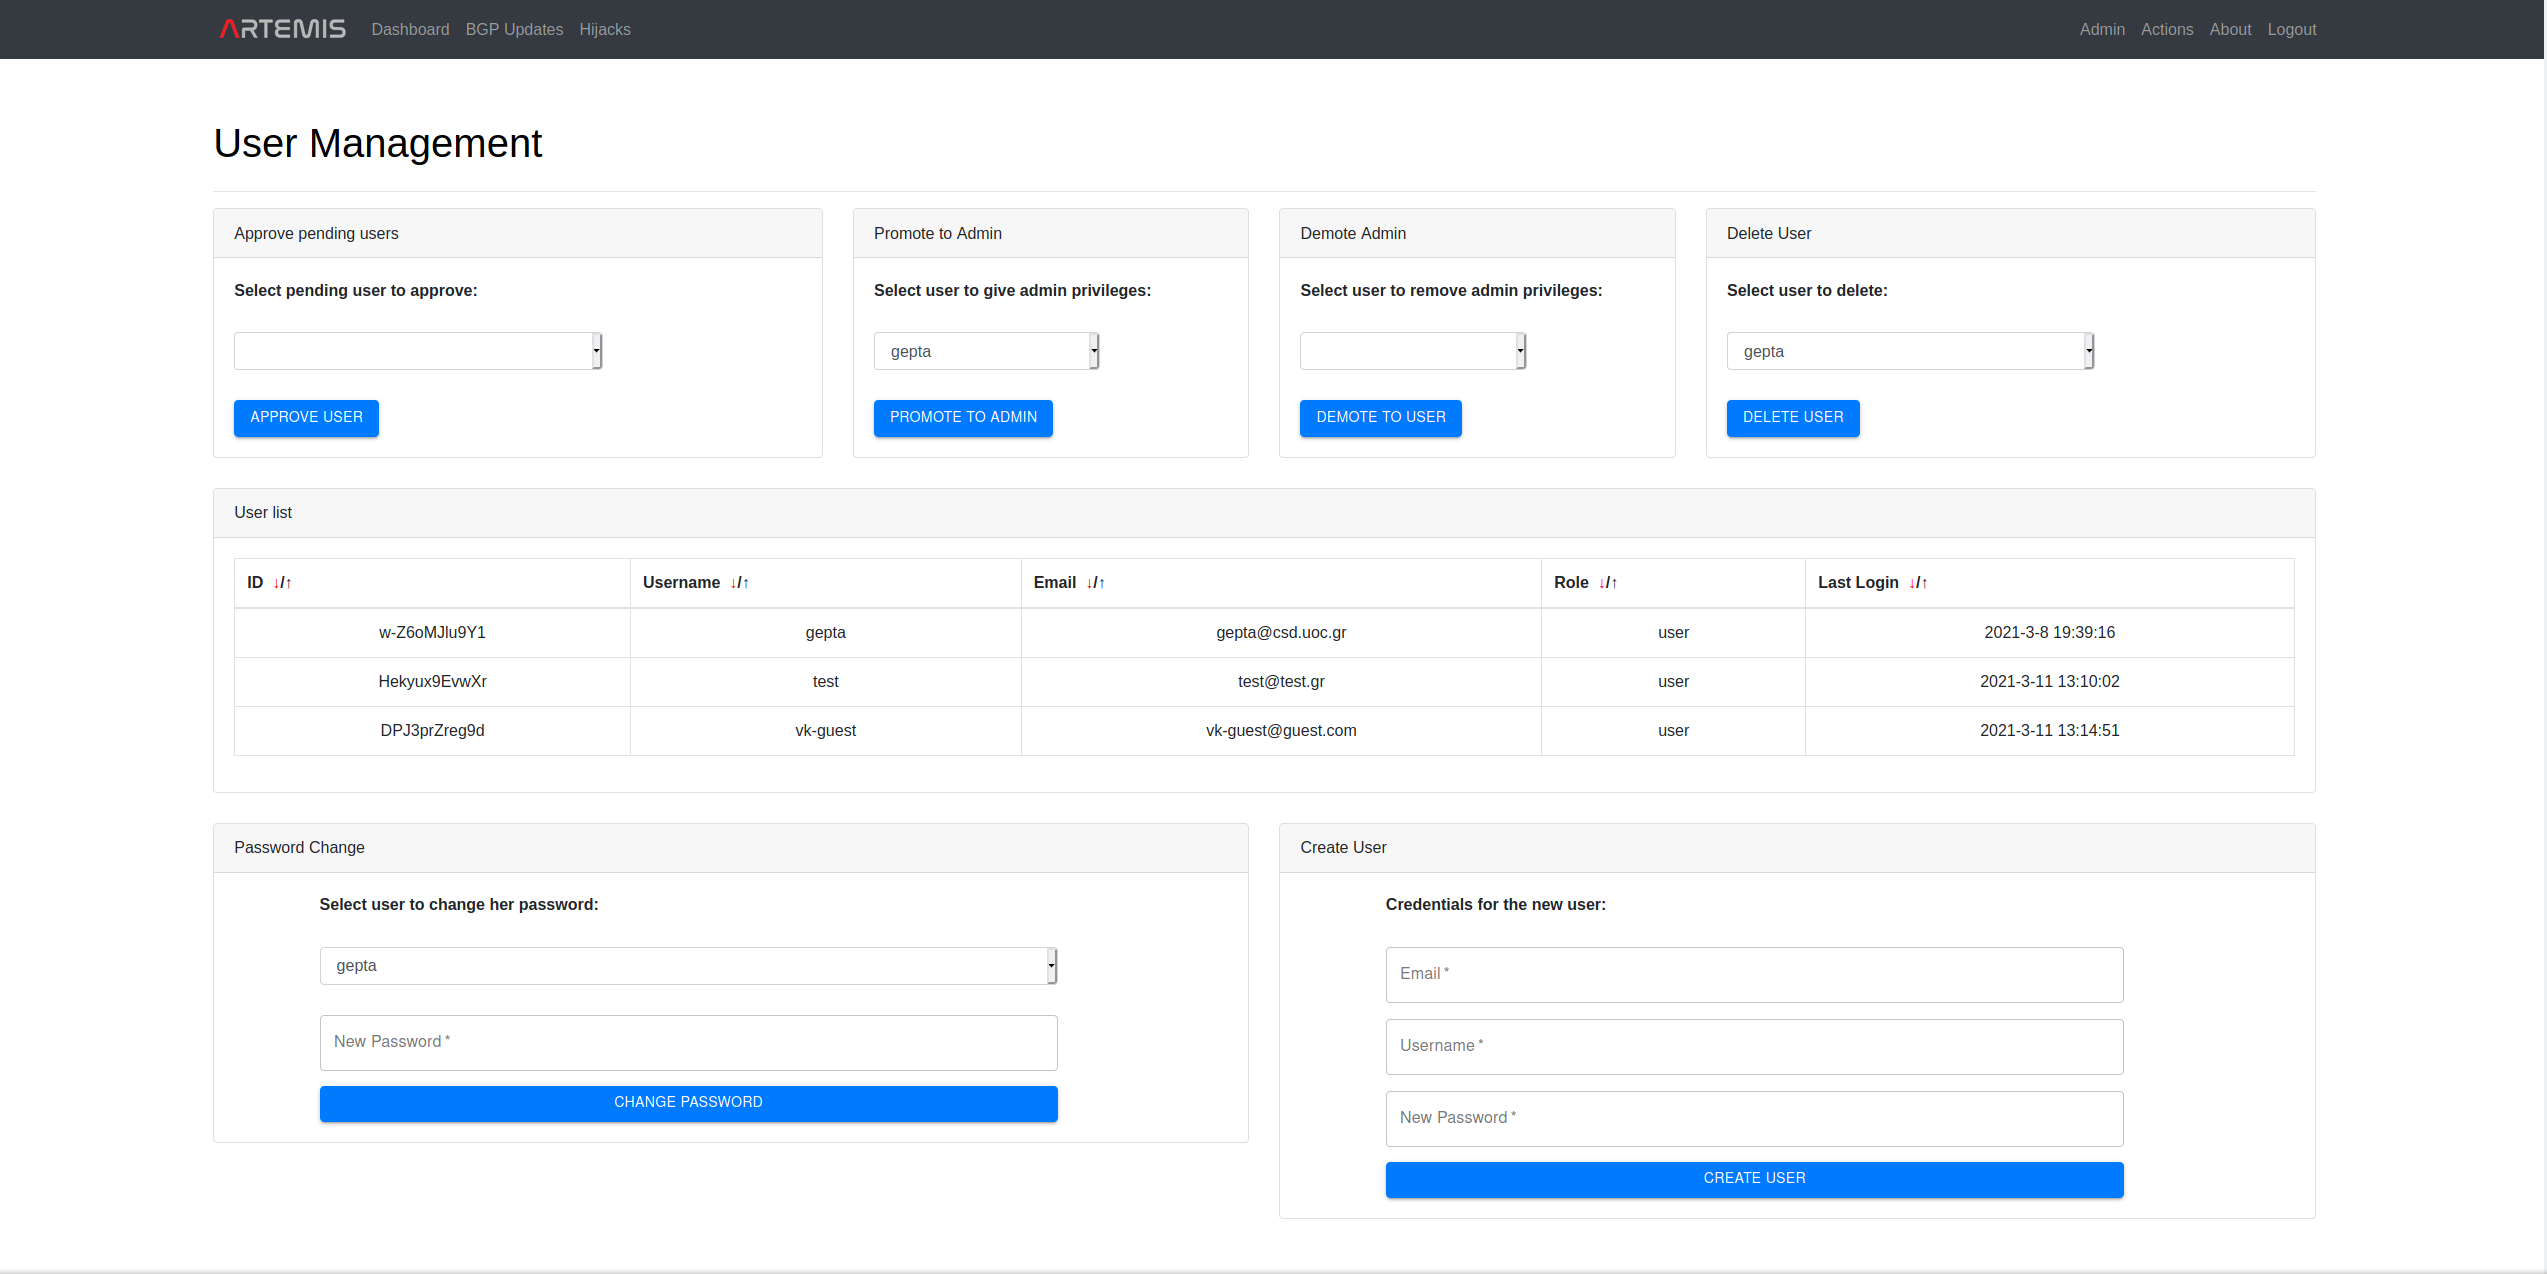 ARTEMIS Dashboard BGP Updates Hijacks Admin Actions About Logout
User Management
Approve pending users
Select pending user to approve:
APPROVE USER
Promote to Admin
Select user to give admin privileges:
gepta
PROMOTE TO ADMIN
Demote Admin
Select user to remove admin privileges:
DEMOTE TO USER
Delete User
Select user to delete:
gepta
DELETE USER
User list
ID ↓/↑ Username ↓/↑ Email ↓/↑ Role ↓/↑ Last Login ↓/↑
w-Z6oMJlu9Y1 gepta gepta@csd.uoc.gr user 2021-3-8 19:39:16
Hekyux9EvwXr test test@test.gr user 2021-3-11 13:10:02
DPJ3prZreg9d vk-guest vk-guest@guest.com user 2021-3-11 13:14:51
Password Change
Select user to change her password:
gepta
New Password *
CHANGE PASSWORD
Create User
Credentials for the new user:
Email *
Username *
New Password *
CREATE USER